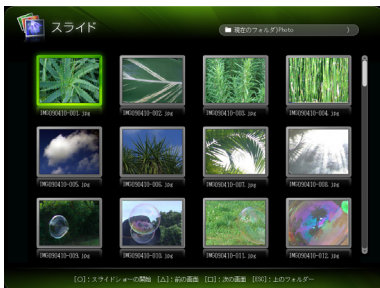 スライド
現在のフォルダ〉Photo 〉
IMG090410-001.jpg IMG090410-002.jpg IMG090410-003.jpg IMG090410-004.jpg
IMG090410-005.jpg IMG090410-006.jpg IMG090410-007.jpg IMG090410-008.jpg
IMG090410-009.jpg IMG090410-010.jpg IMG090410-011.jpg IMG090410-012.jpg
[○]:スライドショーの開始 [△]:前の画面 [□]:次の画面 [ESC]:上のフォルダー